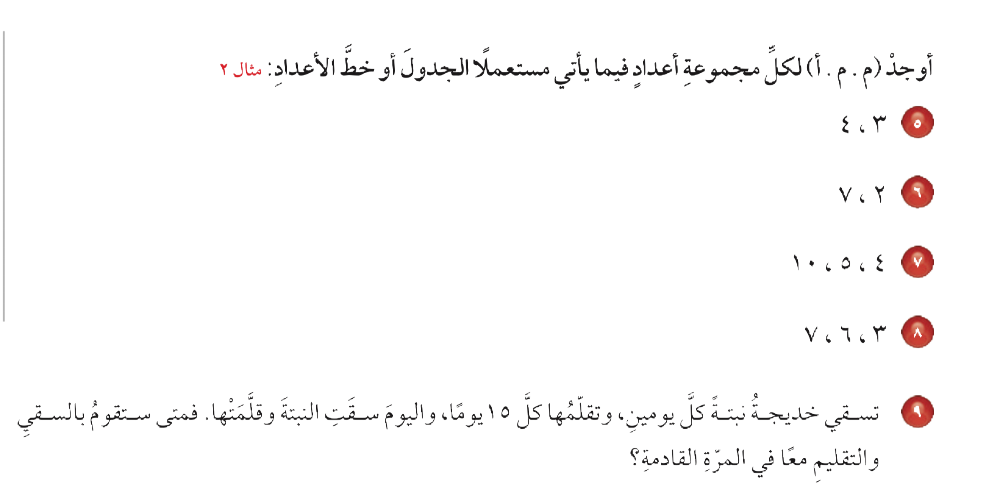 أوجدْ (م . م . أ) لكلِّ مجموعةِ أعدادٍ فيما يأتي مستعملًا الجدولَ أو خطَّ الأعدادِ: مثال ٢
٥ ٣ ، ٤
٦ ٢ ، ٧
٧ ٤ ، ٥ ، ١٠
٨ ٣ ، ٦ ، ٧
٩ تسقي خديجةُ نبتةً كلَّ يومينِ، وتقلّمُها كلَّ ١٥ يومًا، واليومَ سقَتِ النبتةَ وقلَّمَتْها. فمتى ستقومُ بالسقيِ
والتقليمِ معًا في المرّةِ القادمةِ؟